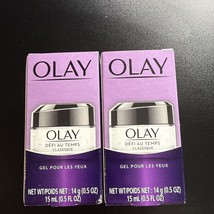 OLAY
OLAY
DÉFI AU TEMPS
CLASSIQUE
GEL POUR LES YEUX
NET WT/POIDS NET : 14 g (0.5 OZ)
15 mL (0.5 FL OZ)
OLAY
OLAY
DÉFI AU TEMPS
CLASSIQUE
GEL POUR LES YEUX
NET WT/POIDS NET : 14 g (0.5 OZ)
15 mL (0.5 FL OZ)